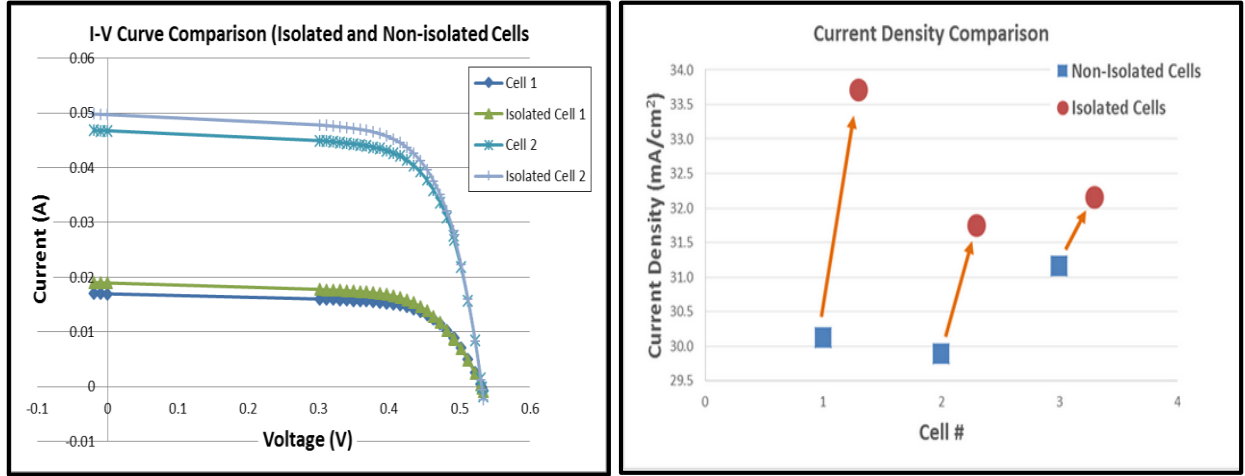 I-V Curve Comparison (Isolated and Non-isolated Cells
0.06
0.05
0.04
0.03
0.02
0.01
0
-0.01
-0.1
0
0.1
0.2
0.3
0.4
0.5
0.6
Current (A)
Voltage (V)
Cell 1
Isolated Cell 1
Cell 2
Isolated Cell 2
Current Density Comparison
34.0
33.5
33.0
32.5
32.0
31.5
31.0
30.5
30.0
29.5
0
1
2
3
4
Current Density (mA/cm²)
Cell #
Non-Isolated Cells
Isolated Cells